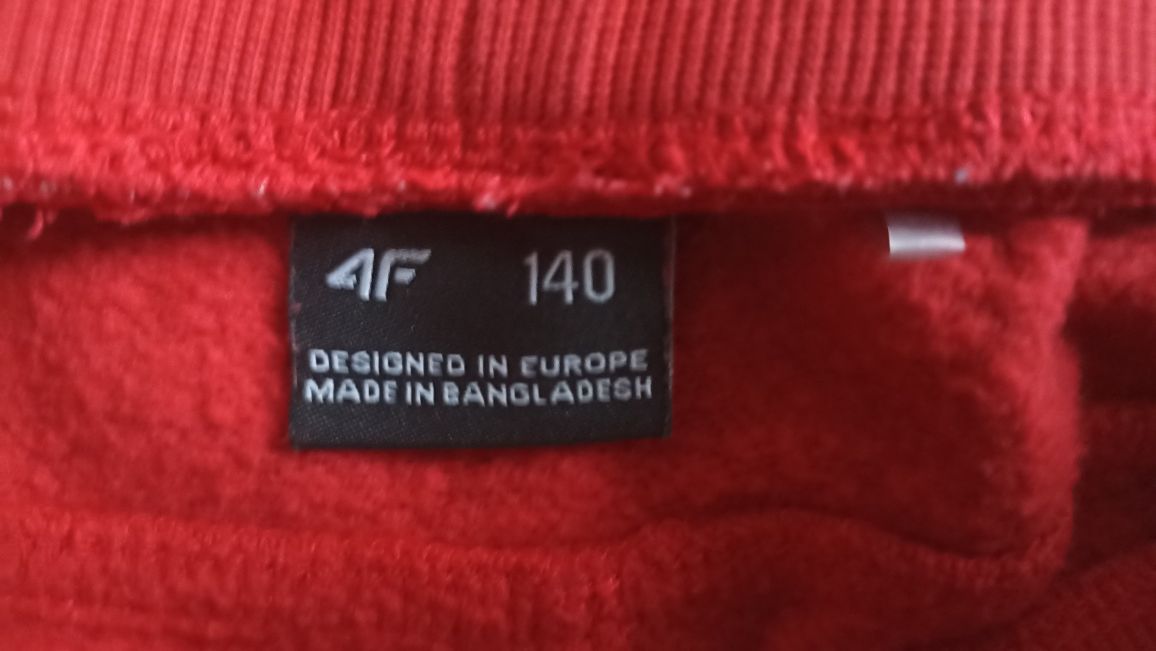 4F 140
DESIGNED IN EUROPE
MADE IN BANGLADESH